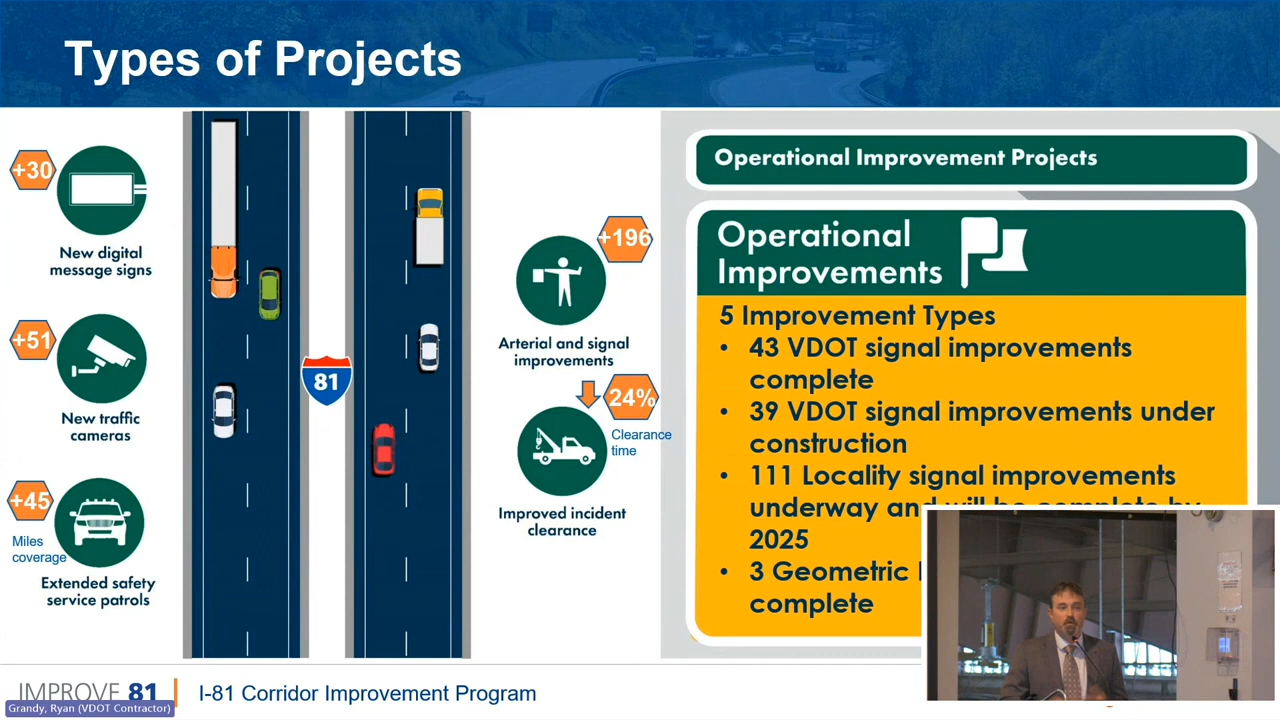 Types of Projects
+30
New digital
message signs
+51
New traffic
cameras
+45
Miles
coverage
Extended safety
service patrols
81
+196
Arterial and signal
improvements
24%
Clearance
time
Improved incident
clearance
Operational Improvement Projects
Operational
Improvements
5 Improvement Types
• 43 VDOT signal improvements
complete
• 39 VDOT signal improvements under
construction
• 111 Locality signal improvements
underway and will be complete by
2025
• 3 Geometric
complete
IMPROVE 81
I-81 Corridor Improvement Program
Grandy, Ryan (VDOT Contractor)